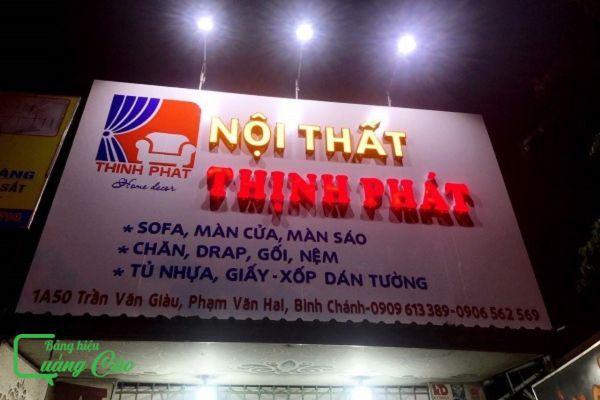 THỊNH PHÁT
Home decor
NỘI THẤT
THỊNH PHÁT
* SOFA, MÀN CỬA, MÀN SÁO
* CHĂN, DRAP, GỐI, NỆM
* TỦ NHỰA, GIẤY - XỐP DÁN TƯỜNG
1A50 Trần Văn Giàu, Phạm Văn Hai, Bình Chánh-0909 613 389-0906 562 569
SẮT
Bảng hiệu
Quảng Cáo